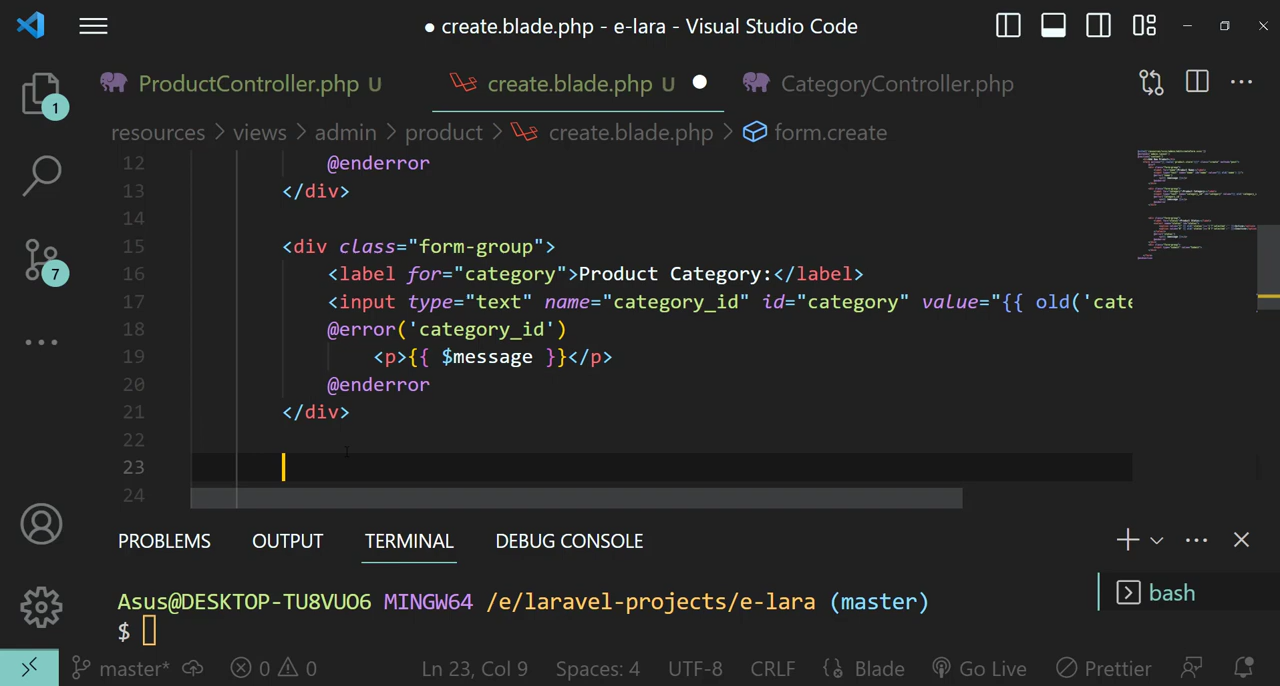 ● create.blade.php - e-lara - Visual Studio Code
ProductController.php U
create.blade.php U ●
CategoryController.php
resources > views > admin > product > create.blade.php > form.create
12 @enderror
13 </div>
14
15 <div class="form-group">
16 <label for="category">Product Category:</label>
17 <input type="text" name="category_id" id="category" value="{{ old('cate
18 @error('category_id')
19 <p>{{ $message }}</p>
20 @enderror
21 </div>
22
23
24
1
7
PROBLEMS OUTPUT TERMINAL DEBUG CONSOLE
Asus@DESKTOP-TU8VUO6 MINGW64 /e/laravel-projects/e-lara (master)
$
bash
master* 0 0 Ln 23, Col 9 Spaces: 4 UTF-8 CRLF Blade Go Live Prettier